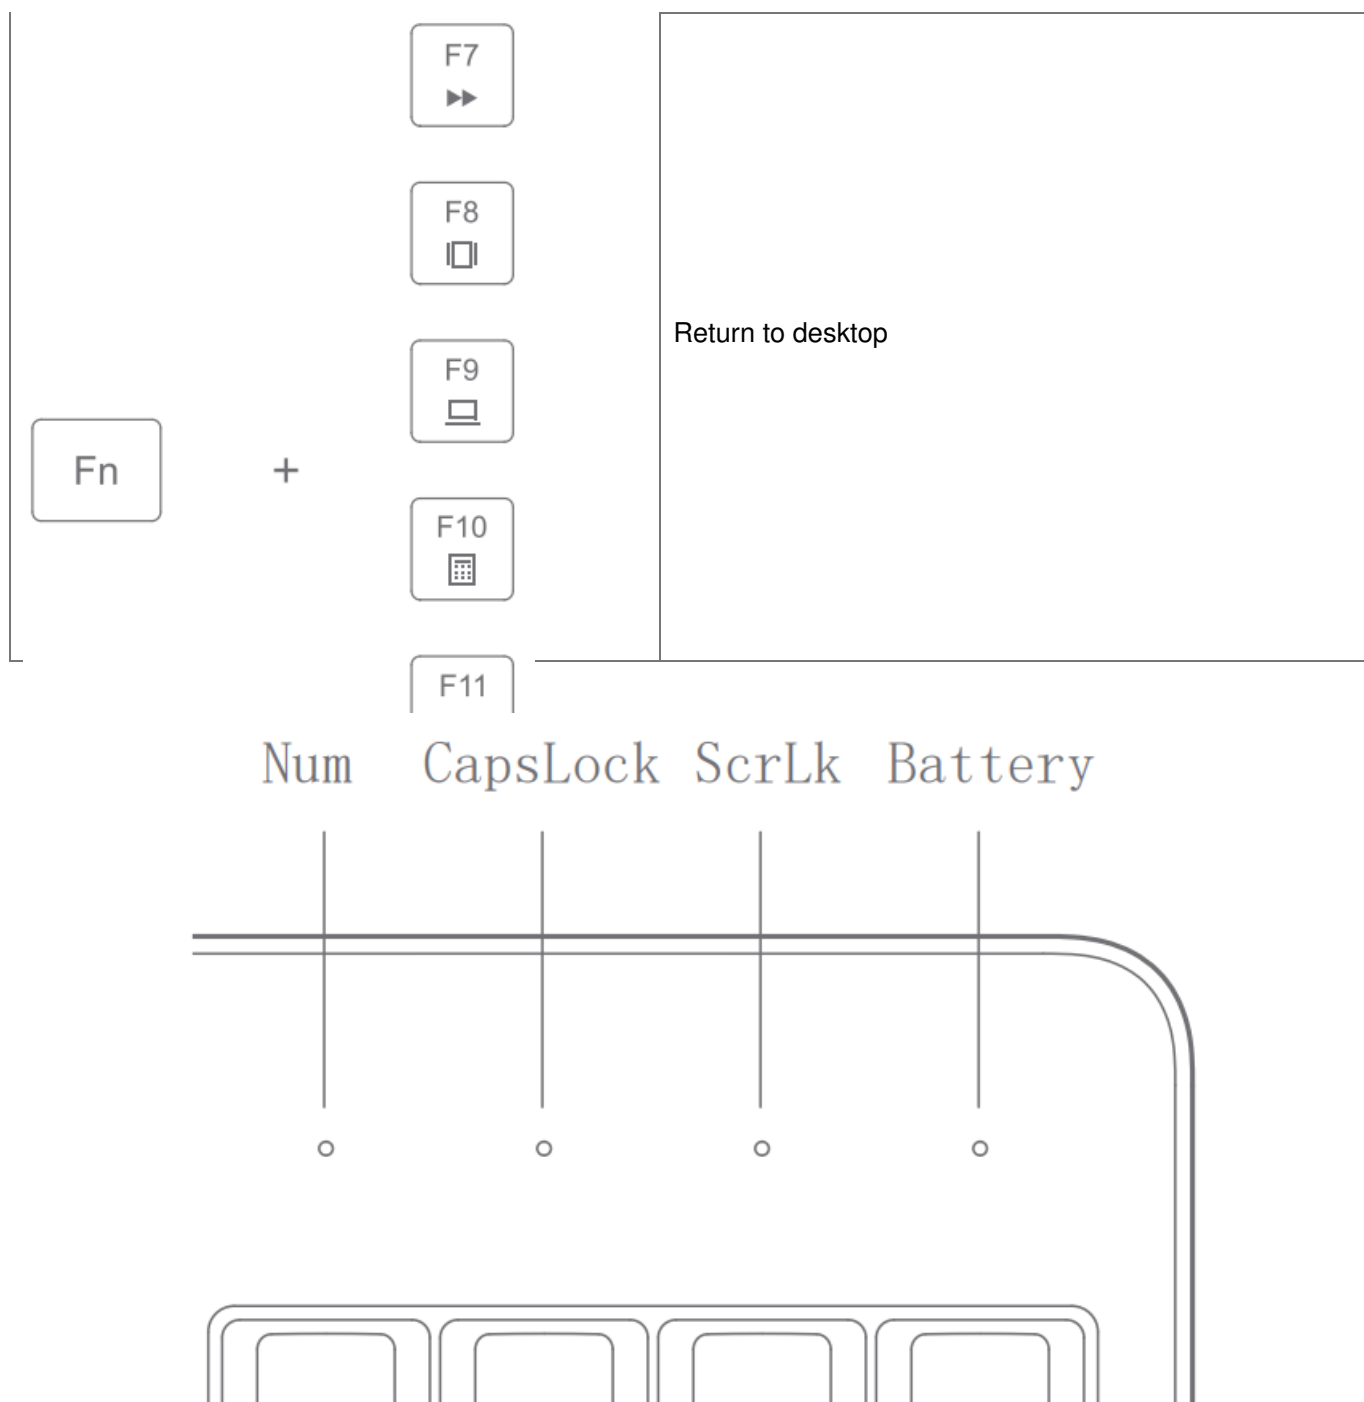 F7
F8
Return to desktop
F9
Fn +
F10
F11
Num CapsLock ScrLk Battery